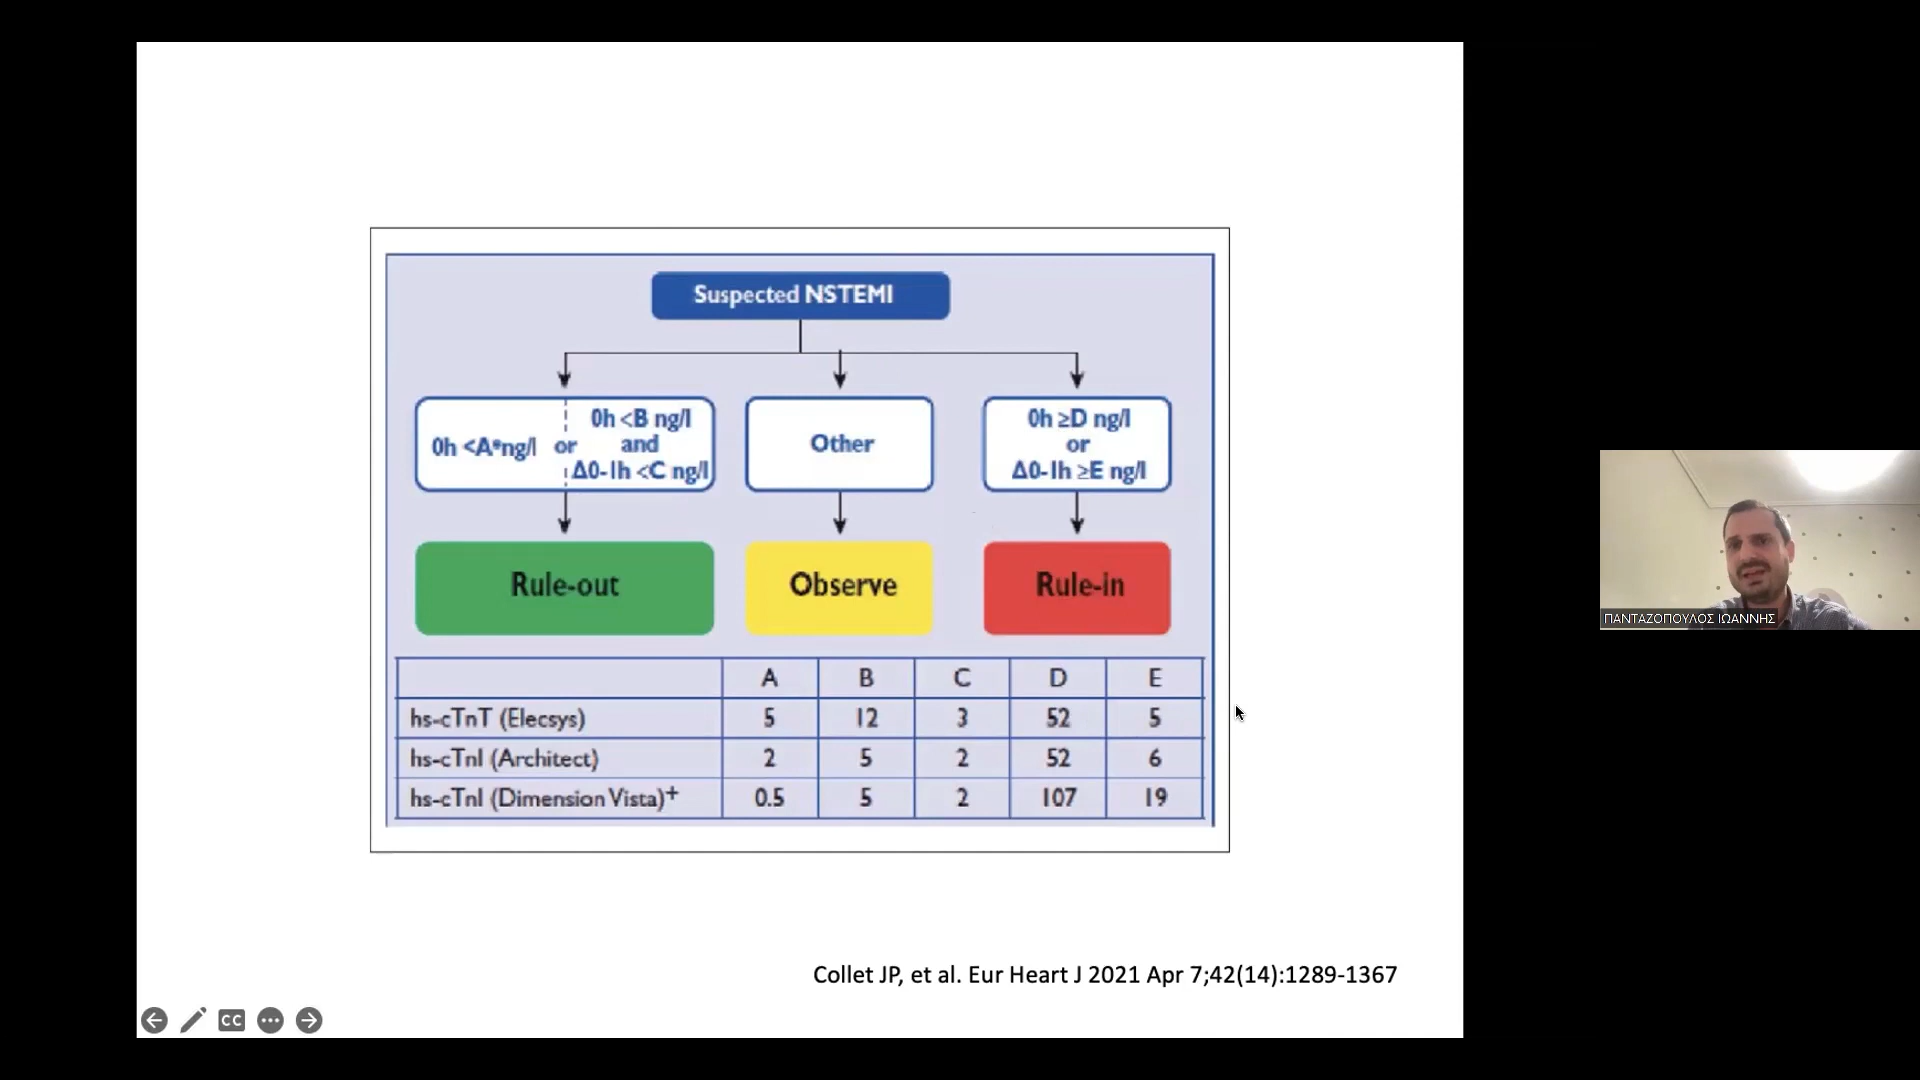 Suspected NSTEMI
0h <A*ng/l or
0h <B ng/l
and
Δ0-1h <C ng/l
Other
0h ≥D ng/l
or
Δ0-1h ≥E ng/l
Rule-out
Observe
Rule-in
A B C D E
hs-cTnT (Elecsys) 5 12 3 52 5
hs-cTnI (Architect) 2 5 2 52 6
hs-cTnI (Dimension Vista)+ 0.5 5 2 107 19
Collet JP, et al. Eur Heart J 2021 Apr 7;42(14):1289-1367
CC
ΠΑΝΤΑΖΟΠΟΥΛΟΣ ΙΩΑΝΝΗΣ